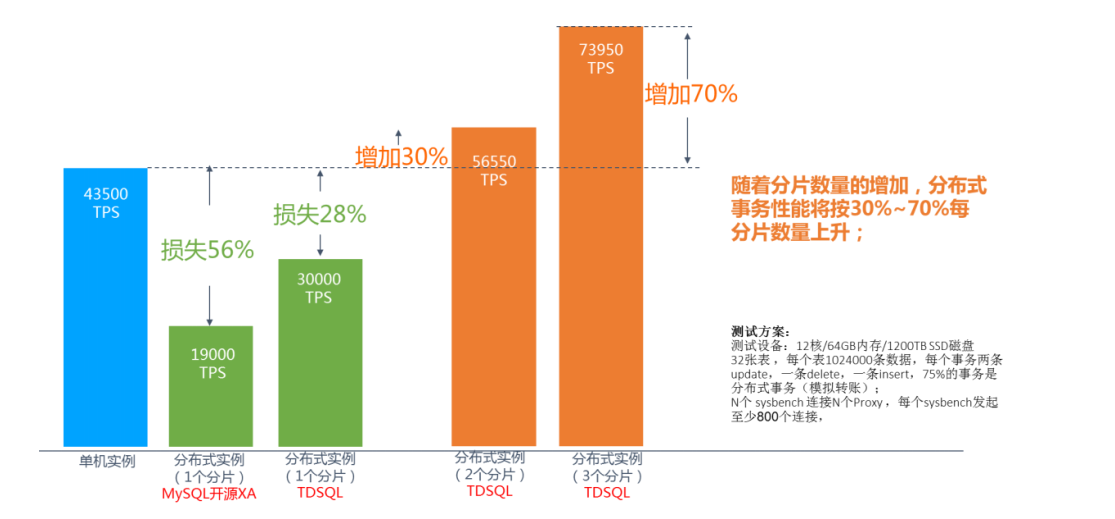 73950
TPS
增加70%
增加30%
56550
TPS
43500
TPS
损失56%
损失28%
30000
TPS
19000
TPS
随着分片数量的增加，分布式
事务性能将按30%~70%每
分片数量上升；
测试方案：
测试设备：12核/64GB内存/1200TB SSD磁盘
32张表，每个表1024000条数据，每个事务两条
update，一条delete，一条insert，75%的事务是
分布式事务（模拟转账）；
N个 sysbench 连接N个Proxy，每个sysbench发起
至少800个连接，
单机实例
分布式实例
（1个分片）
MySQL开源XA
分布式实例
（1个分片）
TDSQL
分布式实例
（2个分片）
TDSQL
分布式实例
（3个分片）
TDSQL